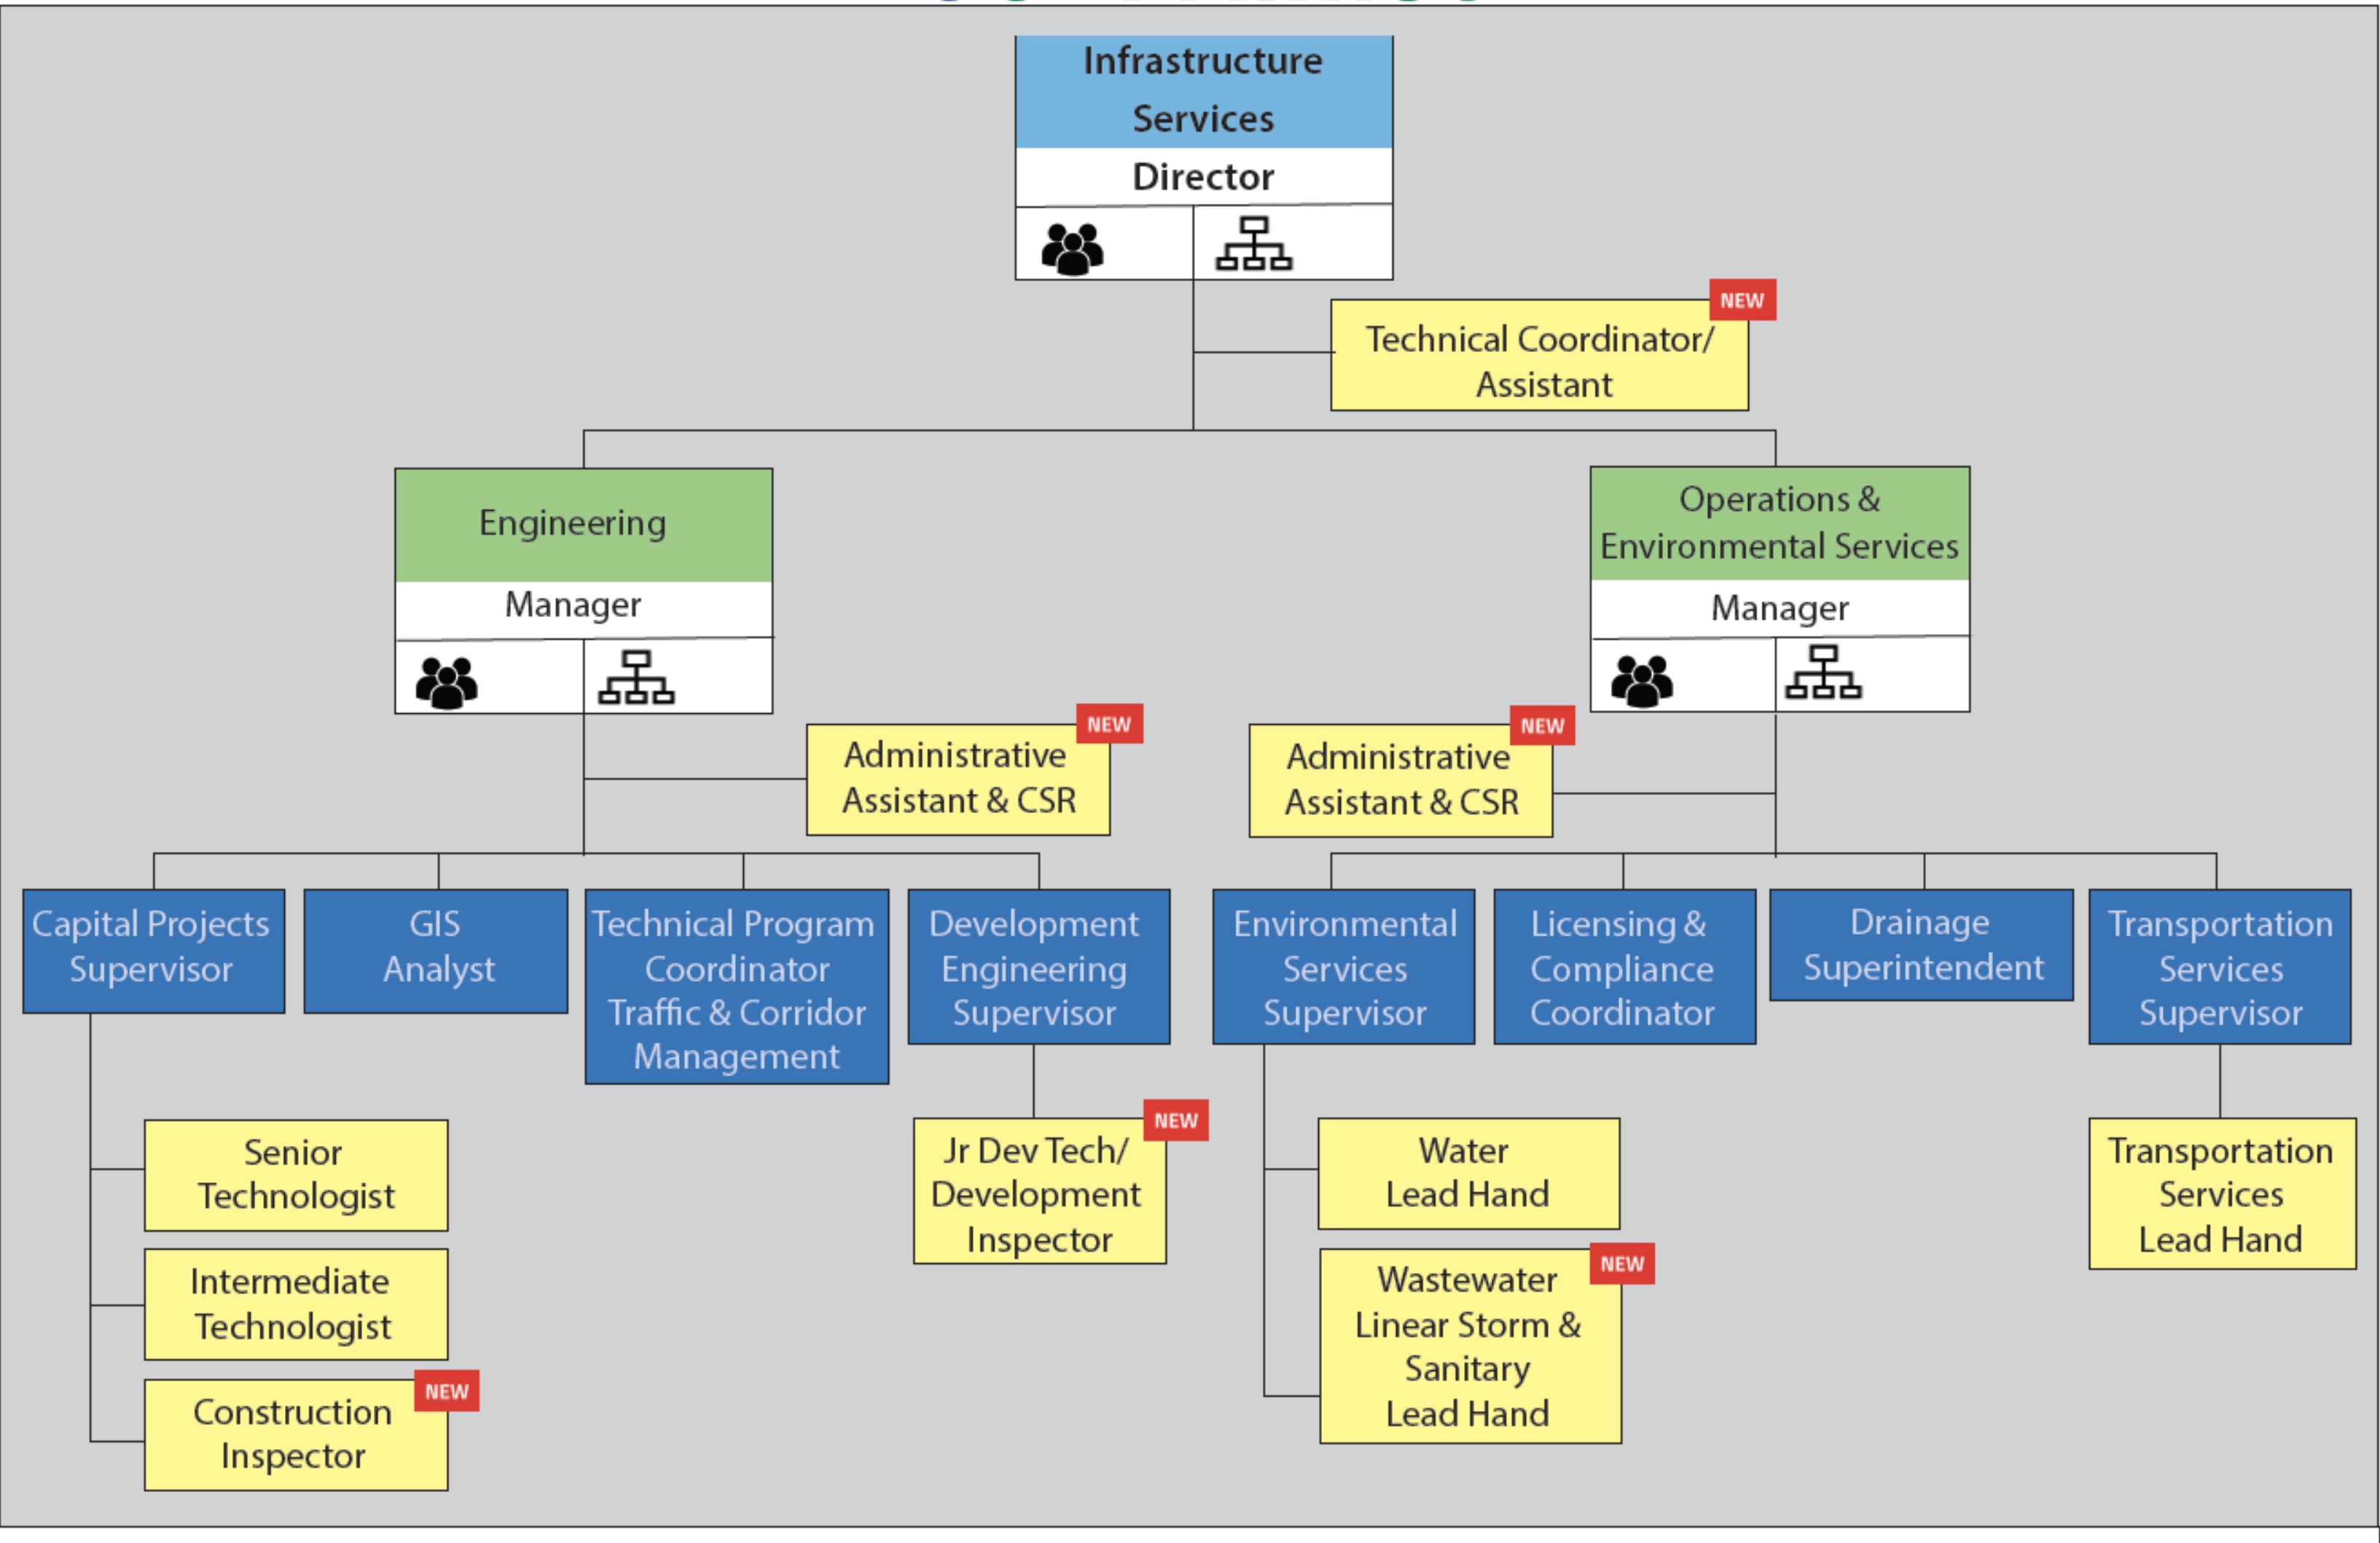 Infrastructure
Services
Director
NEW
Technical Coordinator/
Assistant
Engineering
Manager
Operations &
Environmental Services
Manager
NEW
Administrative
Assistant & CSR
NEW
Administrative
Assistant & CSR
Capital Projects
Supervisor
GIS
Analyst
Technical Program
Coordinator
Traffic & Corridor
Management
Development
Engineering
Supervisor
Environmental
Services
Supervisor
Licensing &
Compliance
Coordinator
Drainage
Superintendent
Transportation
Services
Supervisor
Senior
Technologist
Intermediate
Technologist
NEW
Construction
Inspector
NEW
Jr Dev Tech/
Development
Inspector
Water
Lead Hand
NEW
Wastewater
Linear Storm &
Sanitary
Lead Hand
Transportation
Services
Lead Hand